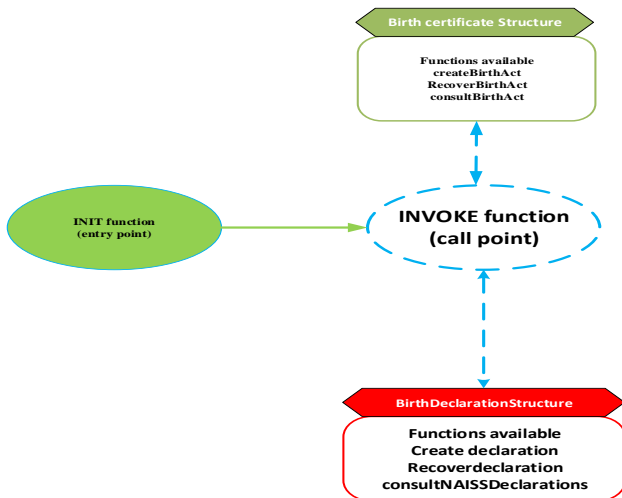 Birth certificate Structure
Functions available
createBirthAct
RecoverBirthAct
consultBirthAct
INIT function
(entry point)
INVOKE function
(call point)
BirthDeclarationStructure
Functions available
Create declaration
Recoverdeclaration
consultNAISSDeclarations